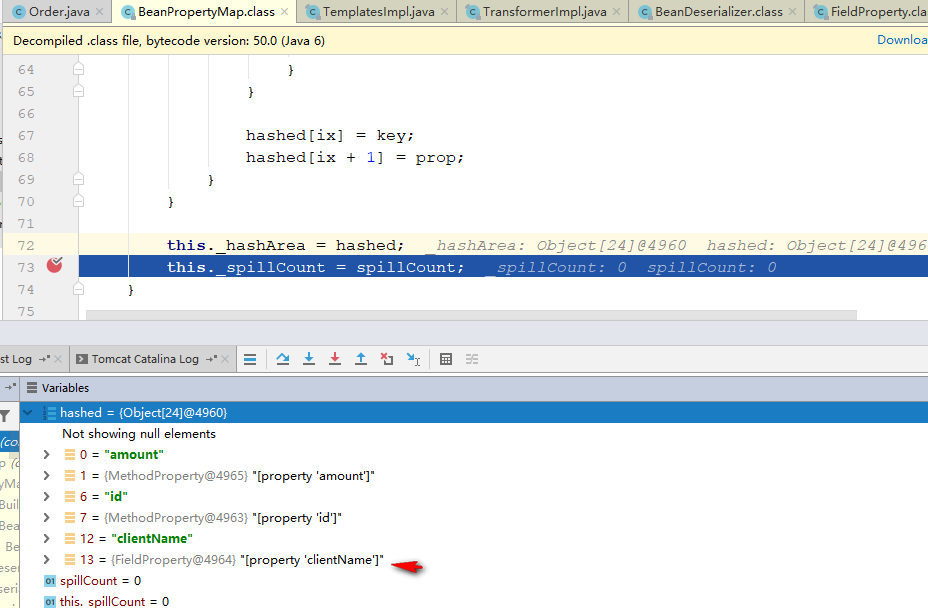 Order.java BeanPropertyMap.class TemplatesImpl.java TransformerImpl.java BeanDeserializer.class FieldProperty.cla
Decompiled .class file, bytecode version: 50.0 (Java 6) Downloa
64 }
65 }
66
67 hashed[ix] = key;
68 hashed[ix + 1] = prop;
69 }
70 }
71
72 this._hashArea = hashed; _hashArea: Object[24]@4960 hashed: Object[24]@496
73 this._spillCount = spillCount; _spillCount: 0 spillCount: 0
74 }
75
st Log Tomcat Catalina Log
Variables
hashed = {Object[24]@4960}
Not showing null elements
0 = "amount"
1 = {MethodProperty@4965} "[property 'amount']"
6 = "id"
7 = {MethodProperty@4963} "[property 'id']"
12 = "clientName"
13 = {FieldProperty@4964} "[property 'clientName']"
01 spillCount = 0
01 this._spillCount = 0